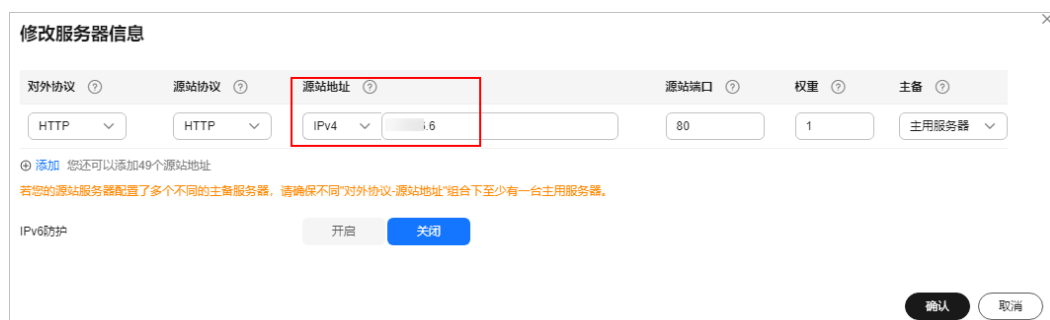 修改服务器信息
对外协议 源站协议 源站地址 源站端口 权重 主备
HTTP HTTP IPv4 .6 80 1 主用服务器
添加 您还可以添加49个源站地址
若您的源站服务器配置了多个不同的主备服务器，请确保不同"对外协议-源站地址"组合下至少有一台主用服务器。
IPv6防护 开启 关闭
确认 取消